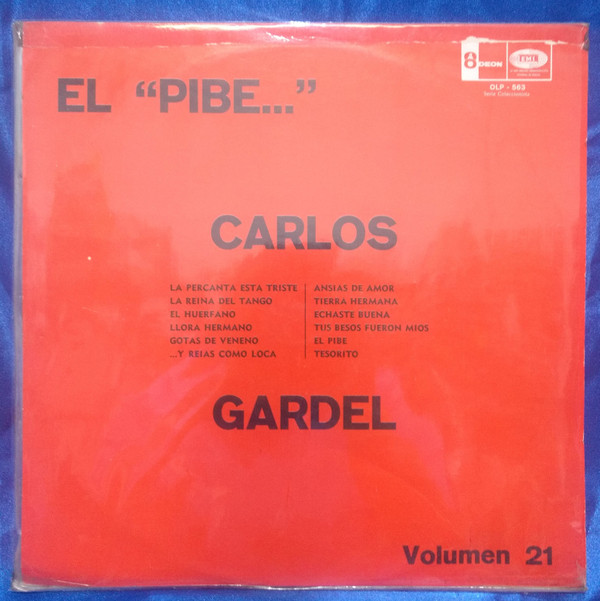 EL "PIBE..."
ODEON
EMI
OLP - 563
Serie Coleccionista
CARLOS
LA PERCANTA ESTA TRISTE
LA REINA DEL TANGO
EL HUERFANO
LLORA HERMANO
GOTAS DE VENENO
...Y REIAS COMO LOCA
ANSIAS DE AMOR
TIERRA HERMANA
ECHASTE BUENA
TUS BESOS FUERON MIOS
EL PIBE
TESORITO
GARDEL
Volumen 21